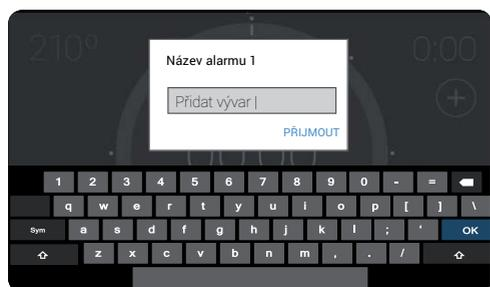 210°
0:00
Název alarmu 1
Přidat vývar
PŘIJMOUT
1 2 3 4 5 6 7 8 9 0 - =
q w e r t y u i o p [ ] \
Sym a s d f g h j k l ; ' OK
z x c v b n m , . /